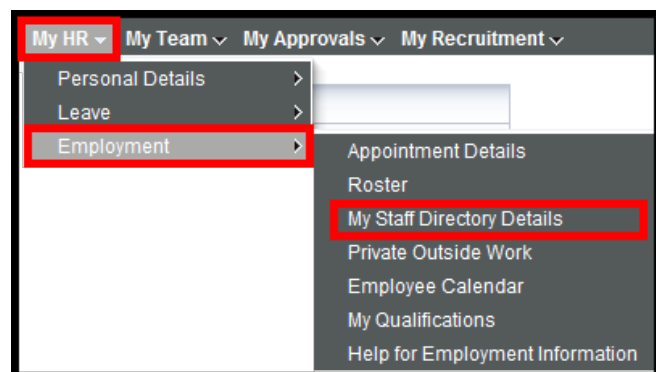 My HR My Team My Approvals My Recruitment
Personal Details
Leave
Employment
Appointment Details
Roster
My Staff Directory Details
Private Outside Work
Employee Calendar
My Qualifications
Help for Employment Information